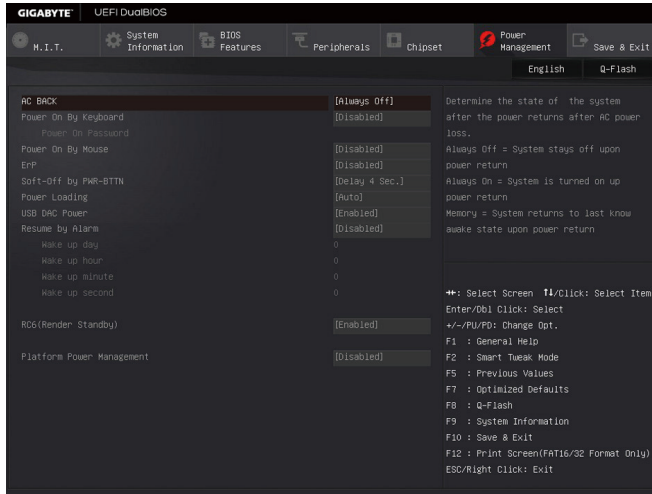 GIGABYTE™ UEFI DualBIOS
M.I.T.
System Information
BIOS Features
Peripherals
Chipset
Power Management
Save & Exit
English Q-Flash
AC BACK [Always Off]
Power On By Keyboard [Disabled]
Power On Password
Power On By Mouse [Disabled]
ErP [Disabled]
Soft-Off by PWR-BTTN [Delay 4 Sec.]
Power Loading [Auto]
USB DAC Power [Enabled]
Resume by Alarm [Disabled]
Wake up day 0
Wake up hour 0
Wake up minute 0
Wake up second 0
RC6(Render Standby) [Enabled]
Platform Power Management [Disabled]
Determine the state of the system
after the power returns after AC power
loss.
Always Off = System stays off upon
power return
Always On = System is turned on up
power return
Memory = System returns to last know
awake state upon power return
→←: Select Screen ↑↓/Click: Select Item
Enter/Dbl Click: Select
+/-/PU/PD: Change Opt.
F1 : General Help
F2 : Smart Tweak Mode
F5 : Previous Values
F7 : Optimized Defaults
F8 : Q-Flash
F9 : System Information
F10 : Save & Exit
F12 : Print Screen(FAT16/32 Format Only)
ESC/Right Click: Exit